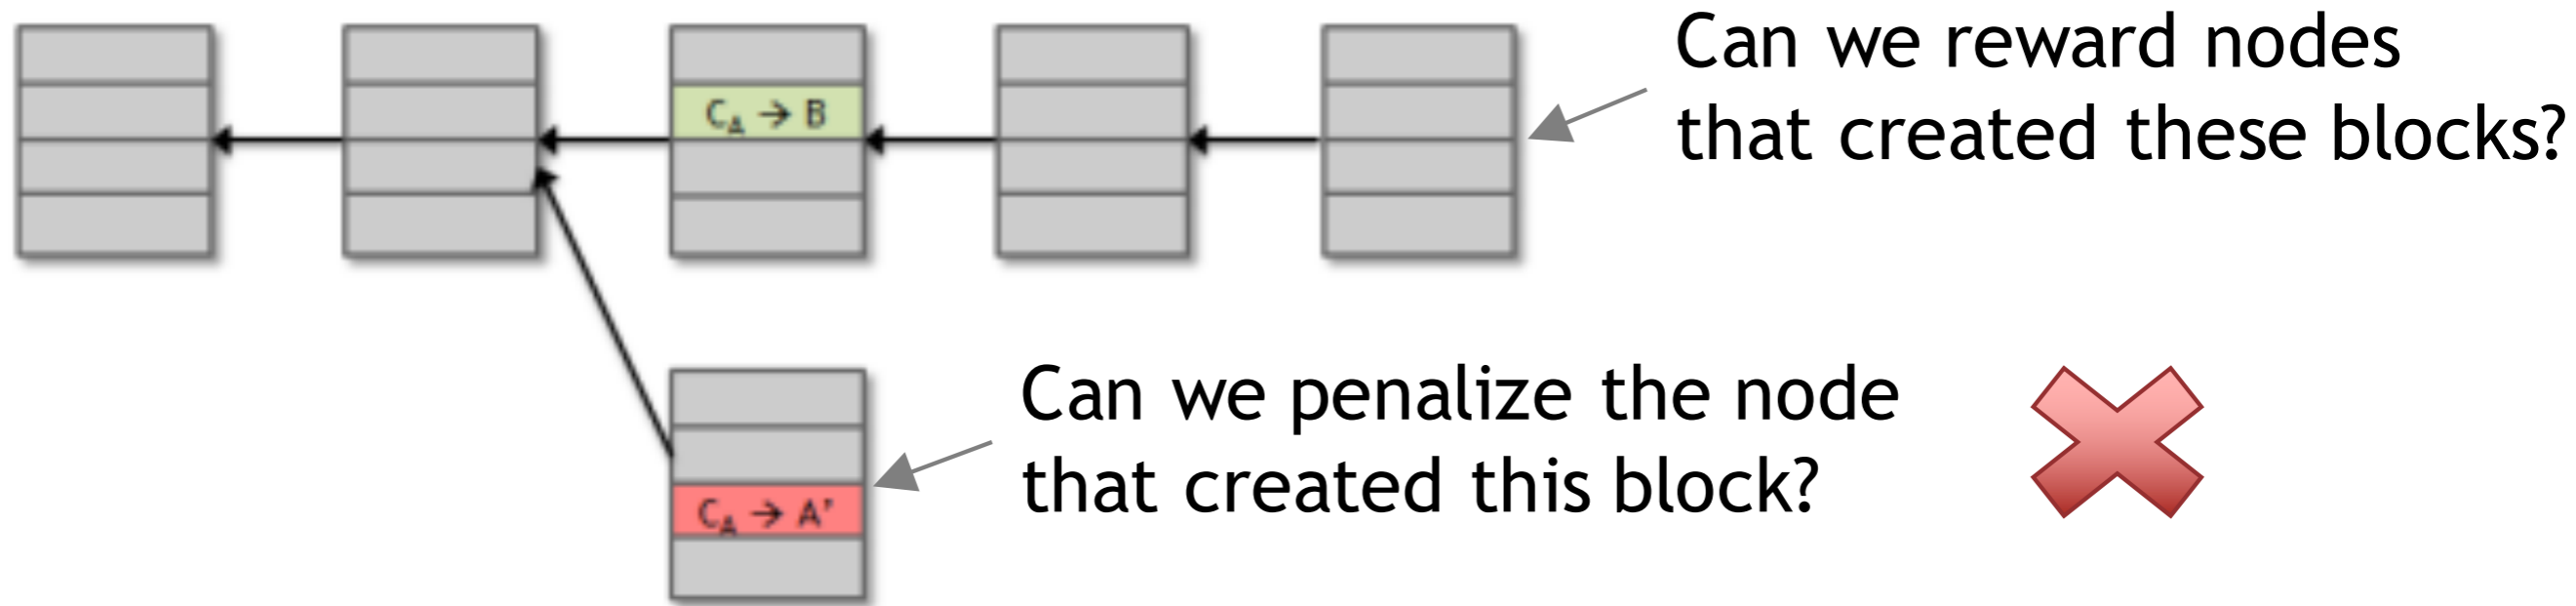 Can we reward nodes
that created these blocks?
C_A → B
Can we penalize the node
that created this block?
C_A → A'